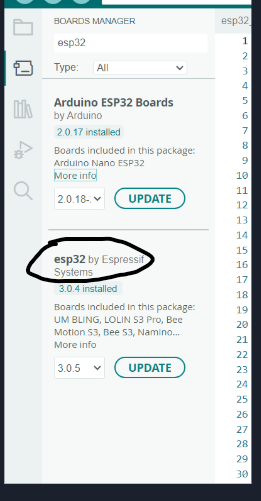 BOARDS MANAGER
esp32
Type: All
Arduino ESP32 Boards
by Arduino
2.0.17 installed
Boards included in this package:
Arduino Nano ESP32
More info
2.0.18-... UPDATE
esp32 by Espressif
Systems
3.0.4 installed
Boards included in this package:
UM BLING, LOLIN S3 Pro, Bee
Motion S3, Bee S3, Namino...
More info
3.0.5 UPDATE
esp32_
1
2
3
4
5
6
7
8
9
10
11
12
13
14
15
16
17
18
19
20
21
22
23
24
25
26
27
28
29
30